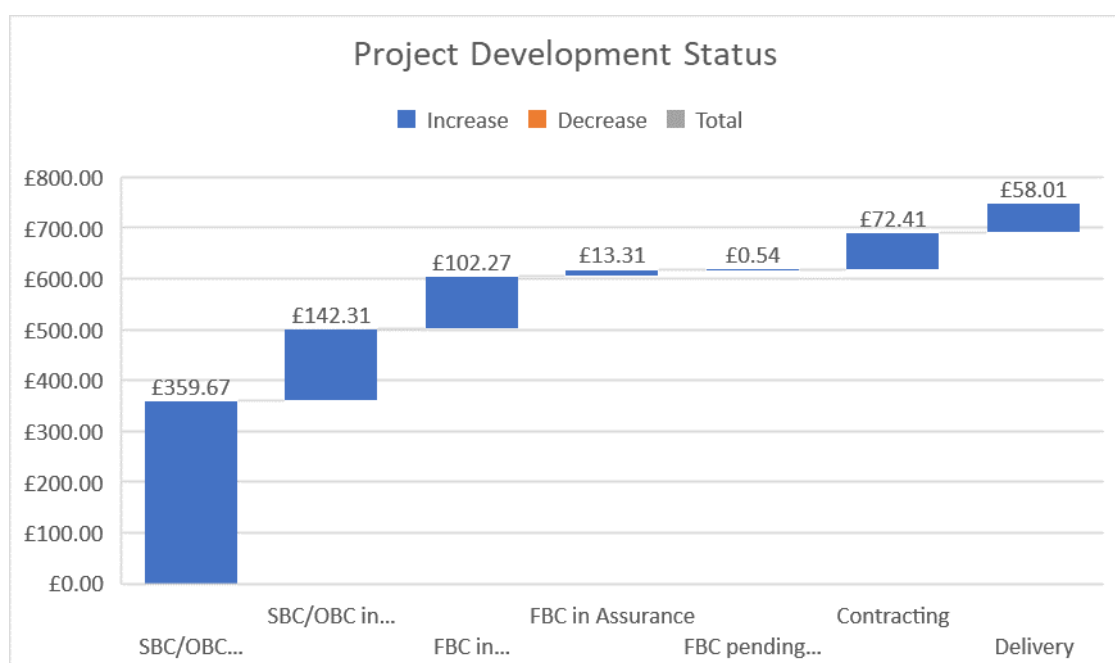 Project Development Status
Increase Decrease Total
£800.00
£700.00
£600.00
£500.00
£400.00
£300.00
£200.00
£100.00
£0.00
£359.67
£142.31
£102.27
£13.31
£0.54
£72.41
£58.01
SBC/OBC...
SBC/OBC in...
FBC in...
FBC in Assurance
FBC pending...
Contracting
Delivery